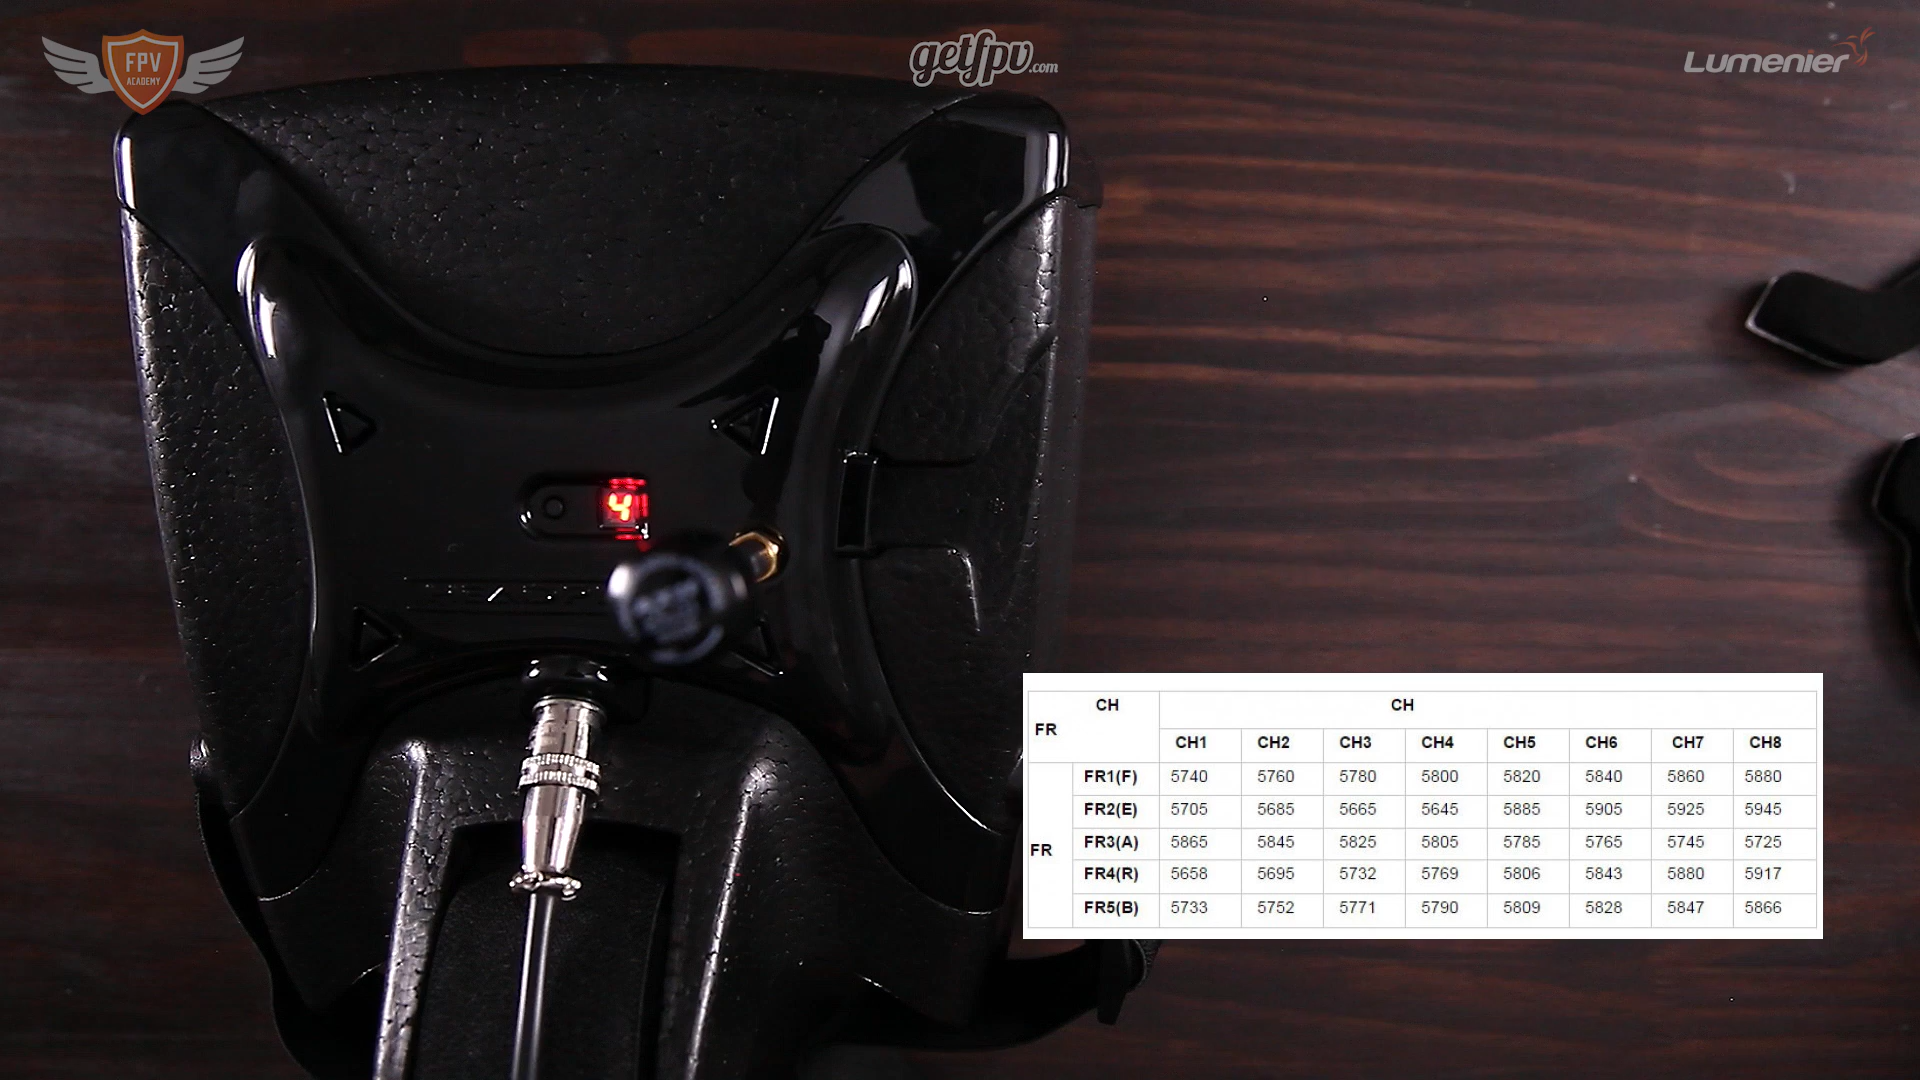 FPV
ACADEMY
getfpv.com
Lumenier
4
CH CH
FR
CH1 CH2 CH3 CH4 CH5 CH6 CH7 CH8
FR1(F) 5740 5760 5780 5800 5820 5840 5860 5880
FR2(E) 5705 5685 5665 5645 5885 5905 5925 5945
FR3(A) 5865 5845 5825 5805 5785 5765 5745 5725
FR
FR4(R) 5658 5695 5732 5769 5806 5843 5880 5917
FR5(B) 5733 5752 5771 5790 5809 5828 5847 5866